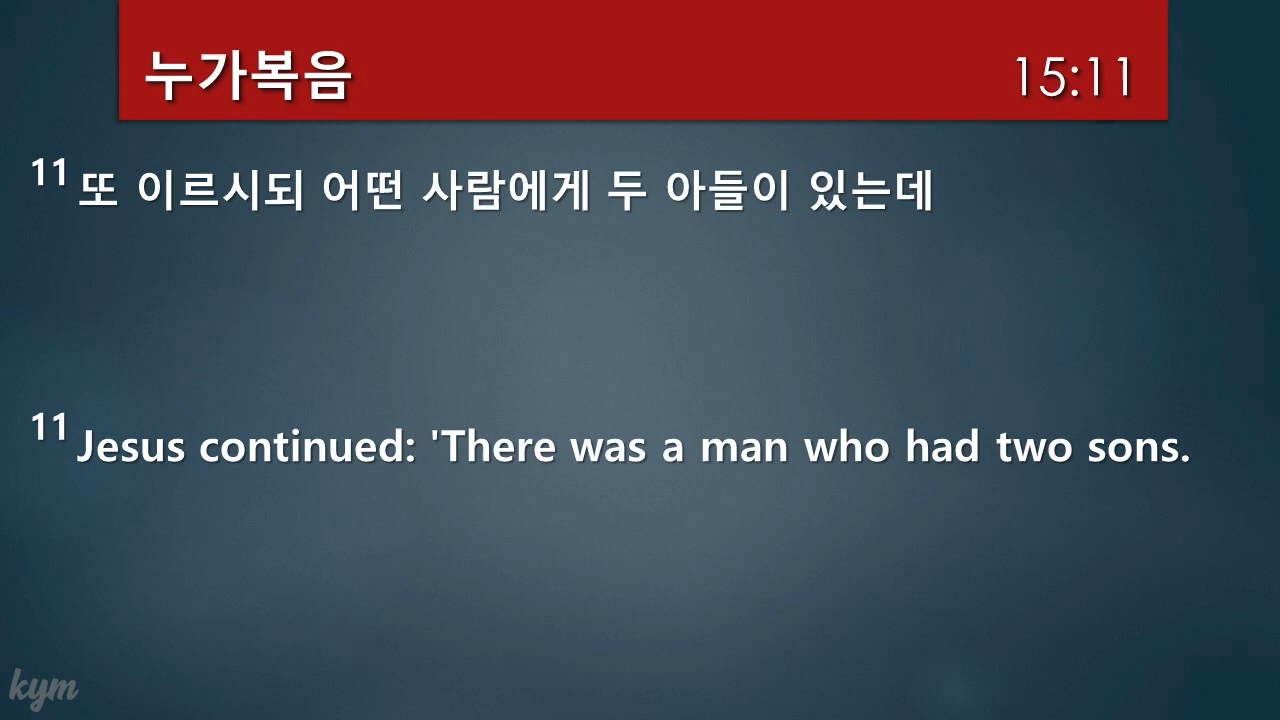 누가복음 15:11
11 또 이르시되 어떤 사람에게 두 아들이 있는데
11 Jesus continued: 'There was a man who had two sons.
kym